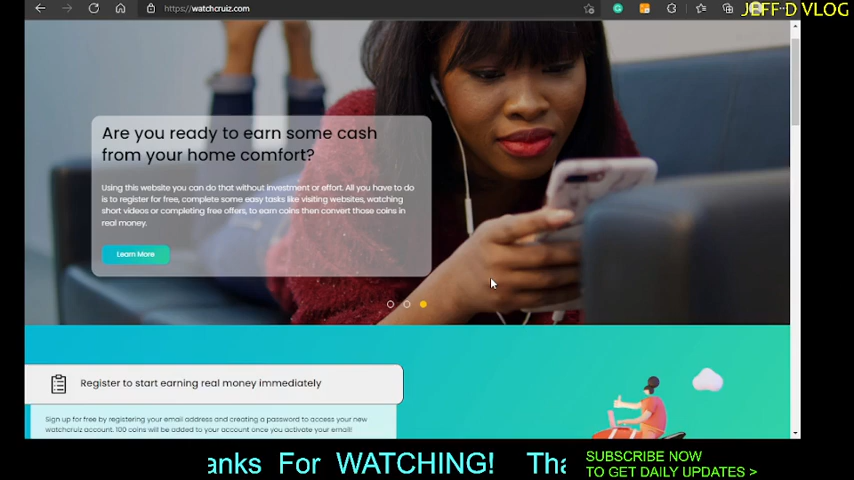 https://watchcruiz.com
JEFF D VLOG
Are you ready to earn some cash
from your home comfort?
Using this website you can do that without investment or effort. All you have to do
is to register for free, complete some easy tasks like visiting websites, watching
short videos or completing free offers, to earn coins then convert those coins in
real money.
Learn More
Register to start earning real money immediately
Sign up for free by registering your email address and creating a password to access your new
watchcruiz account. 100 coins will be added to your account once you activate your email!
anks For WATCHING! Tha
SUBSCRIBE NOW
TO GET DAILY UPDATES >